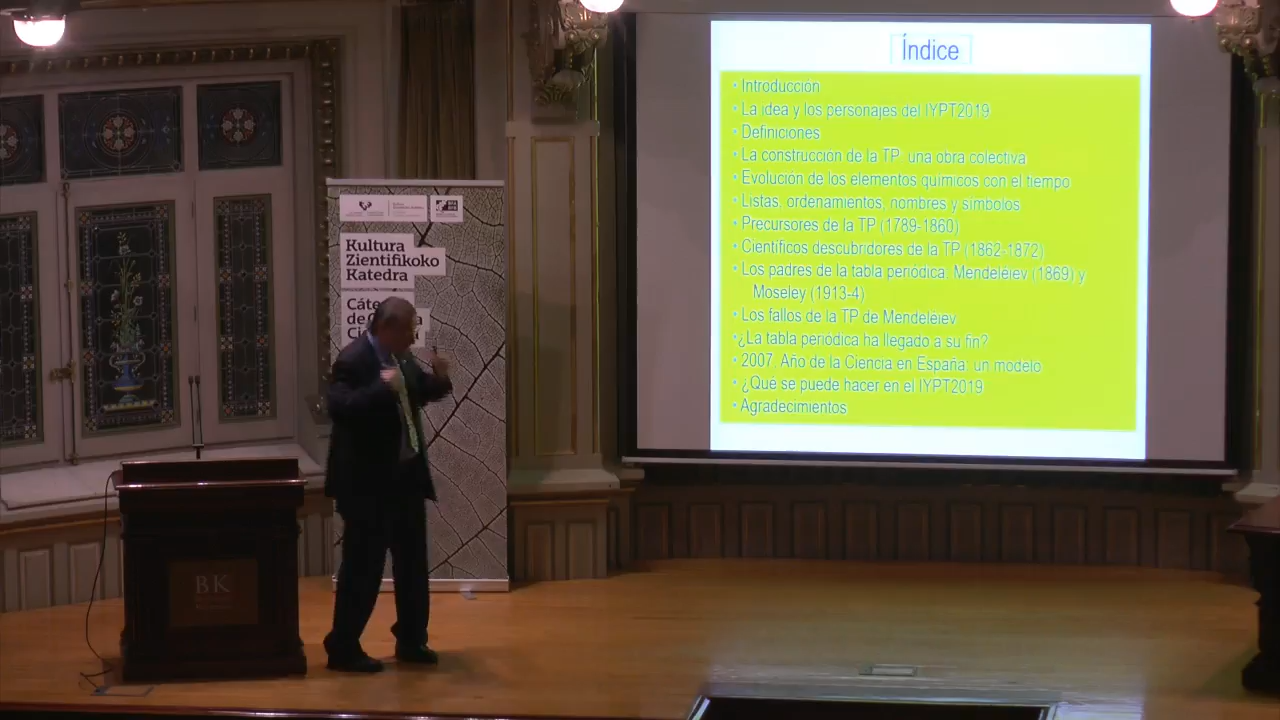 Índice
• Introducción
• La idea y los personajes del IYPT2019
• Definiciones
• La construcción de la TP una obra colectiva
• Evolución de los elementos químicos con el tiempo
• Listas, ordenamientos, nombres y símbolos
• Precursores de la TP (1789-1860)
• Científicos descubridores de la TP (1862-1872)
• Los padres de la tabla periódica: Mendeléiev (1869) y
Moseley (1913-4)
• Los fallos de la TP de Mendeléiev
•¿La tabla periódica ha llegado a su fin?
• 2007, Año de la Ciencia en España: un modelo
• ¿Qué se puede hacer en el IYPT2019
• Agradecimientos
Kultura
Zientifikoko
Katedra
BK